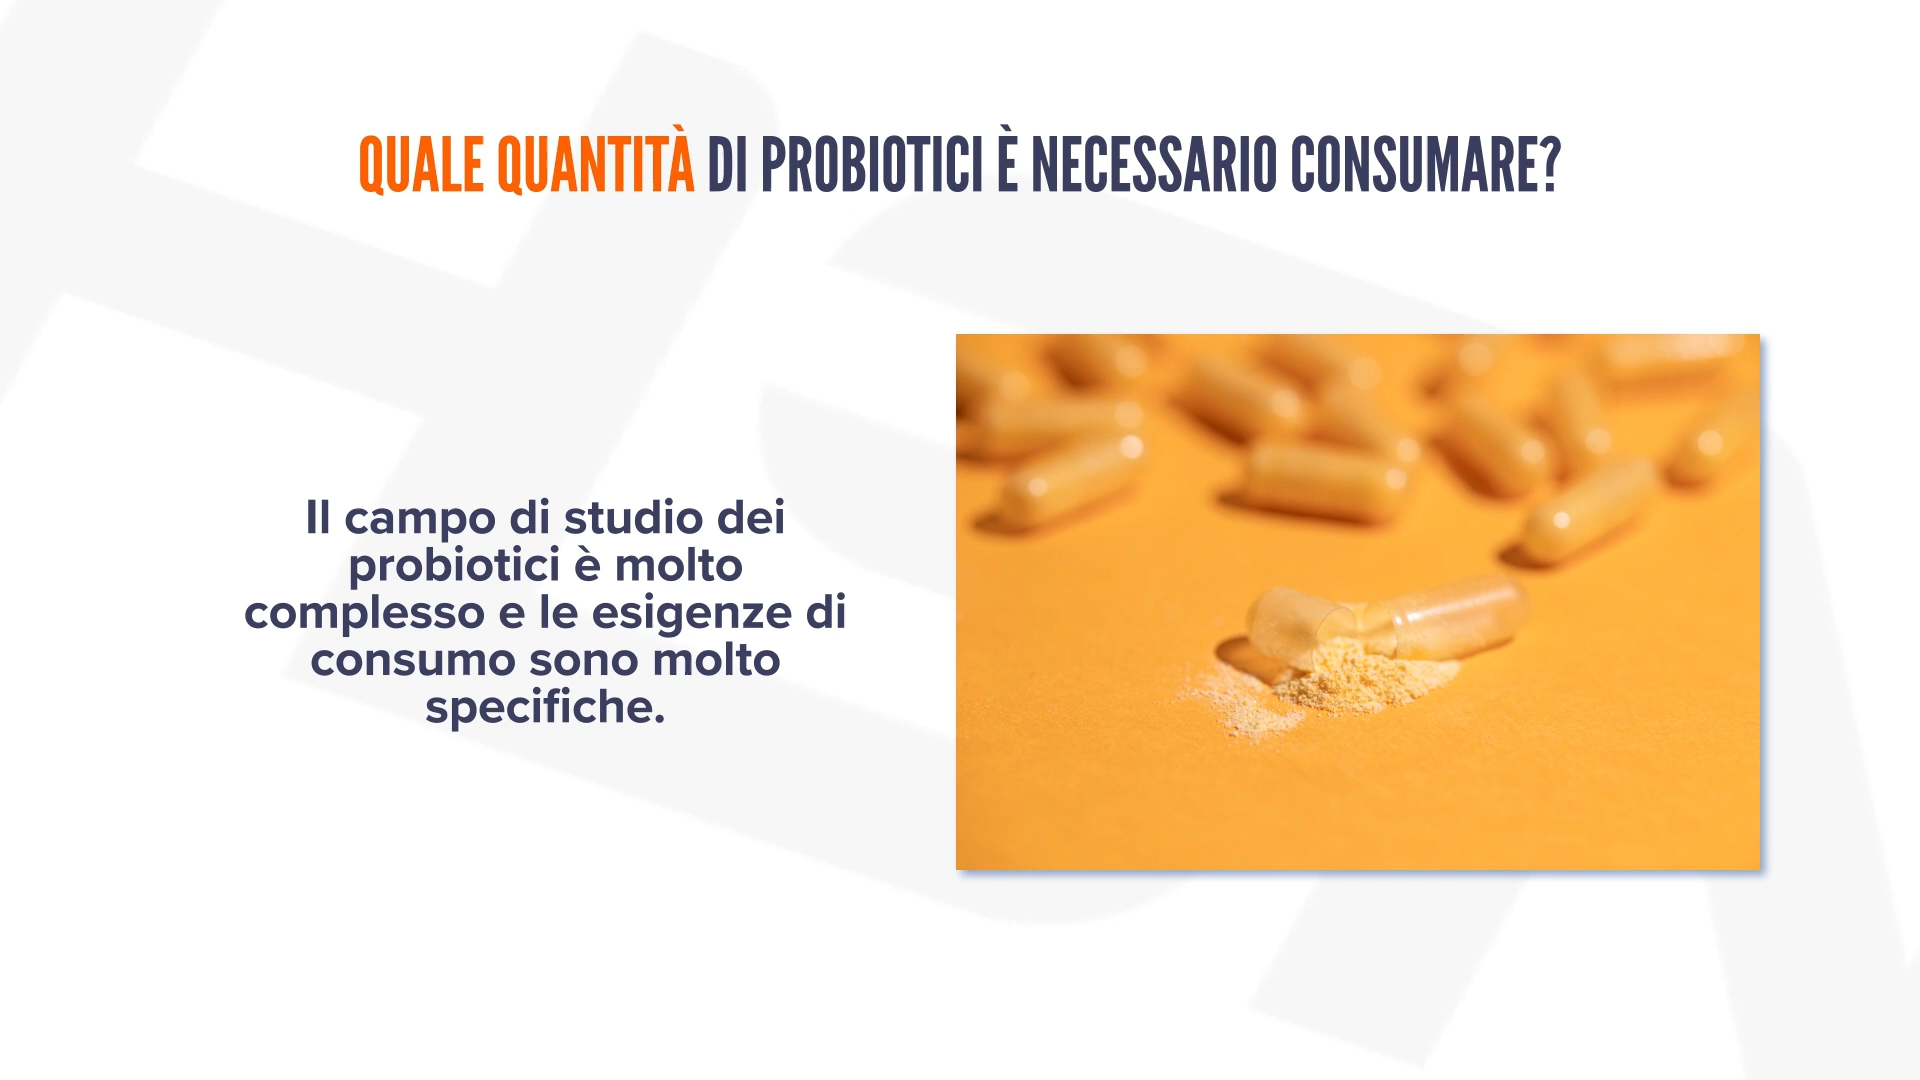 QUALE QUANTITÀ DI PROBIOTICI È NECESSARIO CONSUMARE?
Il campo di studio dei
probiotici è molto
complesso e le esigenze di
consumo sono molto
specifiche.